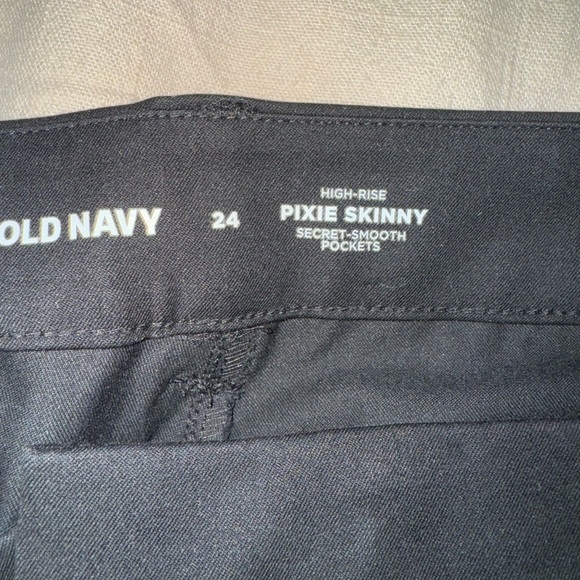 OLD NAVY
24
HIGH-RISE
PIXIE SKINNY
SECRET-SMOOTH
POCKETS